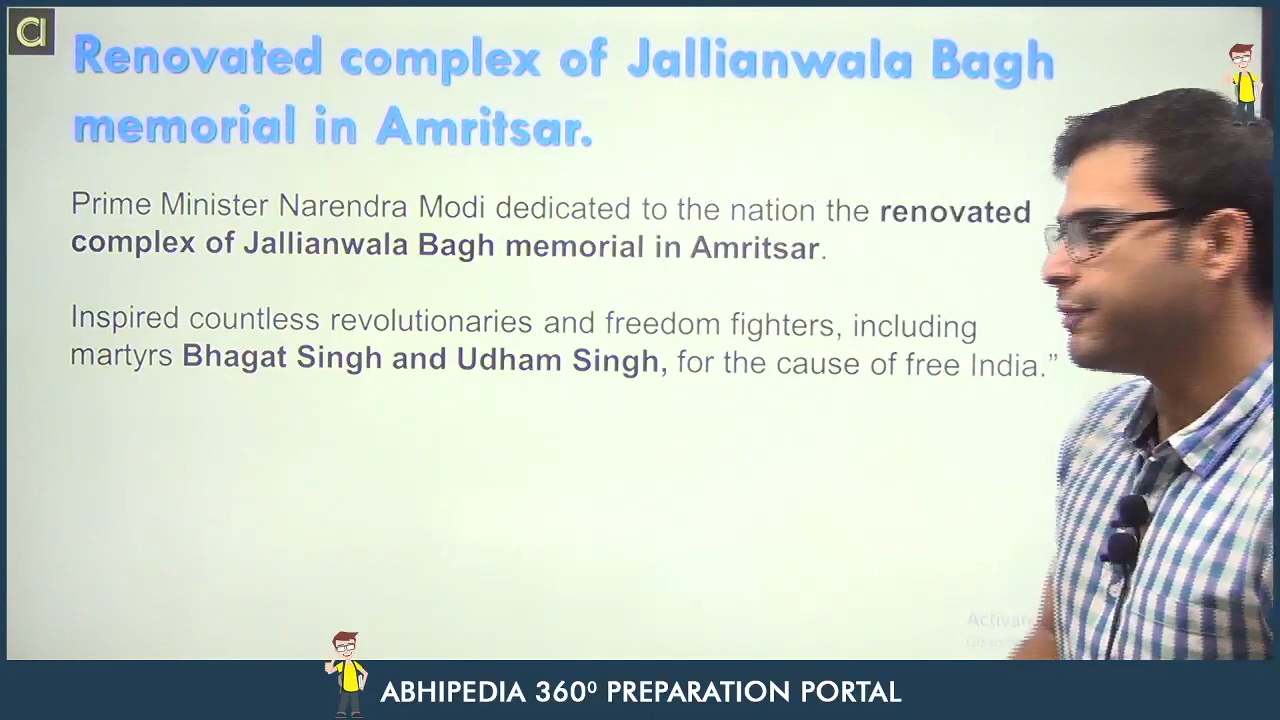 Renovated complex of Jallianwala Bagh
memorial in Amritsar.
Prime Minister Narendra Modi dedicated to the nation the renovated
complex of Jallianwala Bagh memorial in Amritsar.
Inspired countless revolutionaries and freedom fighters, including
martyrs Bhagat Singh and Udham Singh, for the cause of free India.”
ABHIPEDIA 360⁰ PREPARATION PORTAL